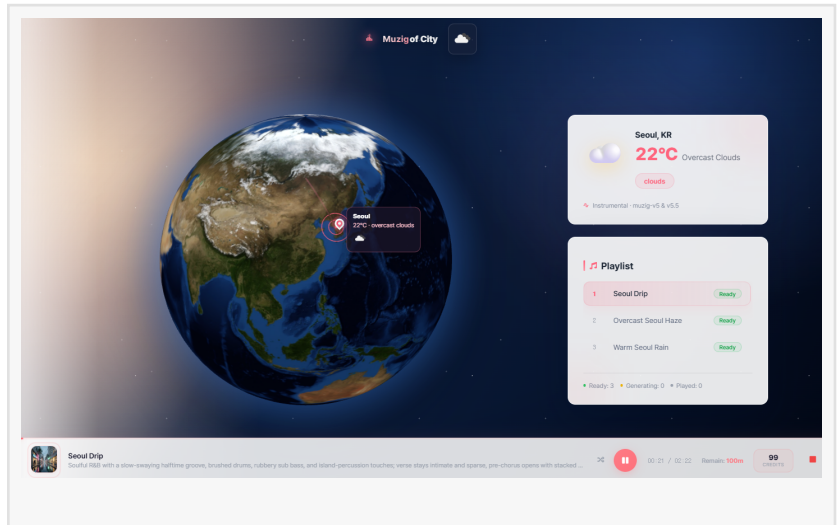 Muzig of City
Seoul, KR
22°C Overcast Clouds
clouds
Instrumental · muzig-v5 & v5.5
Seoul
22°C · overcast clouds
Playlist
1 Seoul Drip Ready
2 Overcast Seoul Haze Ready
3 Warm Seoul Rain Ready
Ready: 3 Generating: 0 Played: 0
Seoul Drip
Soulful R&B with a slow-swaying halftime groove, brushed drums, rubbery sub bass, and island-percussion touches; verse stays intimate and sparse, pre-chorus opens with stacked ...
00:21 / 02:22
Remain: 100m
99
CREDITS